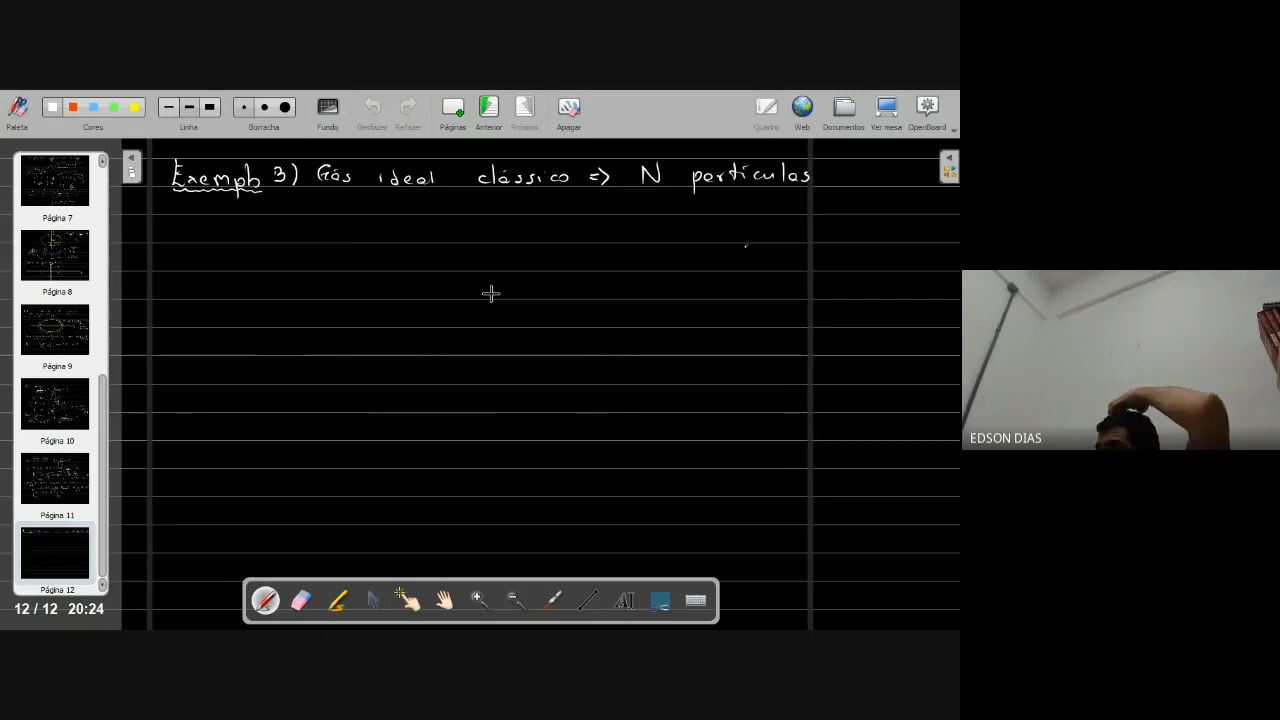 Paleta
Cores
Linha
Borracha
Fundo
Desfazer
Refazer
Páginas
Anterior
Próximo
Apagar
Quadro
Web
Documentos
Ver mesa
OpenBoard
Exemplo 3) Gás ideal clássico => N partículas
Página 7
Página 8
Página 9
Página 10
Página 11
Página 12
12 / 12 20:24
AI
EDSON DIAS